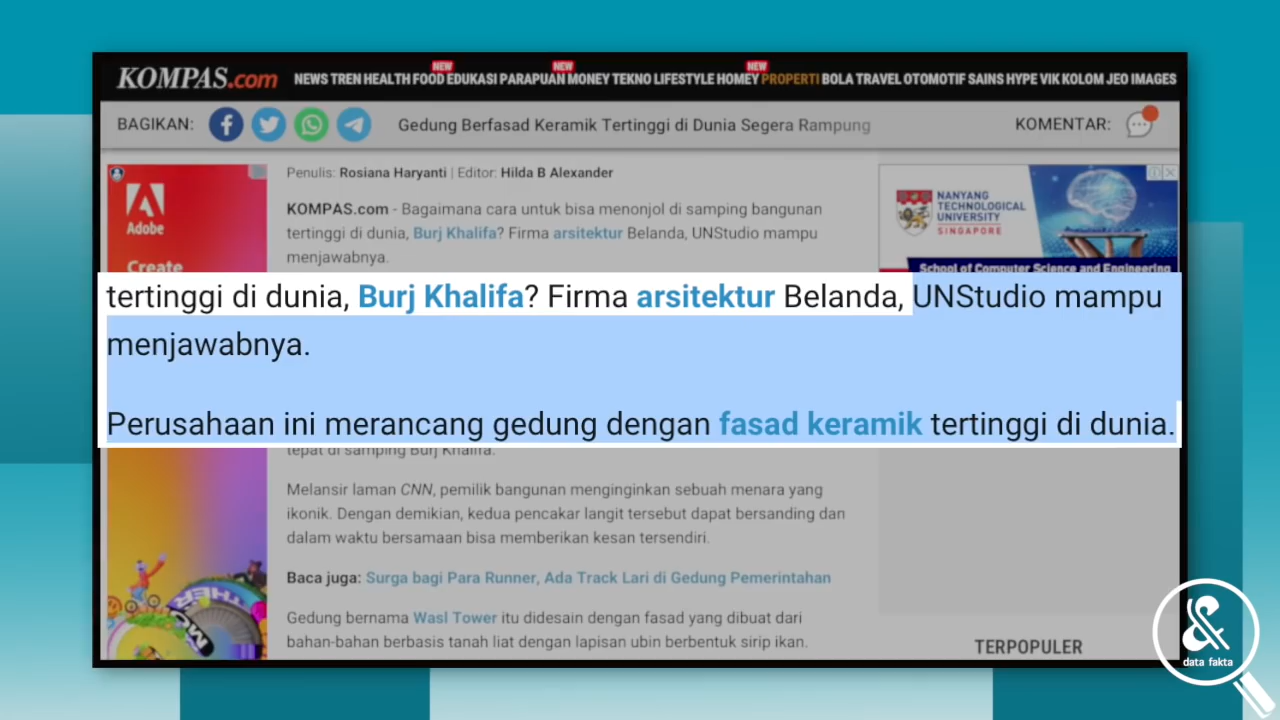 KOMPAS.com
NEW NEW NEW
NEWS TREN HEALTH FOOD EDUKASI PARAPUAN MONEY TEKNO LIFESTYLE HOMEY PROPERTI BOLA TRAVEL OTOMOTIF SAINS HYPE VIK KOLOM JEO IMAGES
BAGIKAN:
Gedung Berfasad Keramik Tertinggi di Dunia Segera Rampung
KOMENTAR:
Adobe
Create
Penulis: Rosiana Haryanti | Editor: Hilda B Alexander
KOMPAS.com - Bagaimana cara untuk bisa menonjol di samping bangunan
tertinggi di dunia, Burj Khalifa? Firma arsitektur Belanda, UNStudio mampu
menjawabnya.
NANYANG
TECHNOLOGICAL
UNIVERSITY
SINGAPORE
School of Computer Science and Engineering
tertinggi di dunia, Burj Khalifa? Firma arsitektur Belanda, UNStudio mampu
menjawabnya.
Perusahaan ini merancang gedung dengan fasad keramik tertinggi di dunia.
tepat di samping Burj Khalifa.
Melansir laman CNN, pemilik bangunan menginginkan sebuah menara yang
ikonik. Dengan demikian, kedua pencakar langit tersebut dapat bersanding dan
dalam waktu bersamaan bisa memberikan kesan tersendiri.
Baca juga: Surga bagi Para Runner, Ada Track Lari di Gedung Pemerintahan
Gedung bernama Wasl Tower itu didesain dengan fasad yang dibuat dari
bahan-bahan berbasis tanah liat dengan lapisan ubin berbentuk sirip ikan.
TERPOPULER
&
data fakta